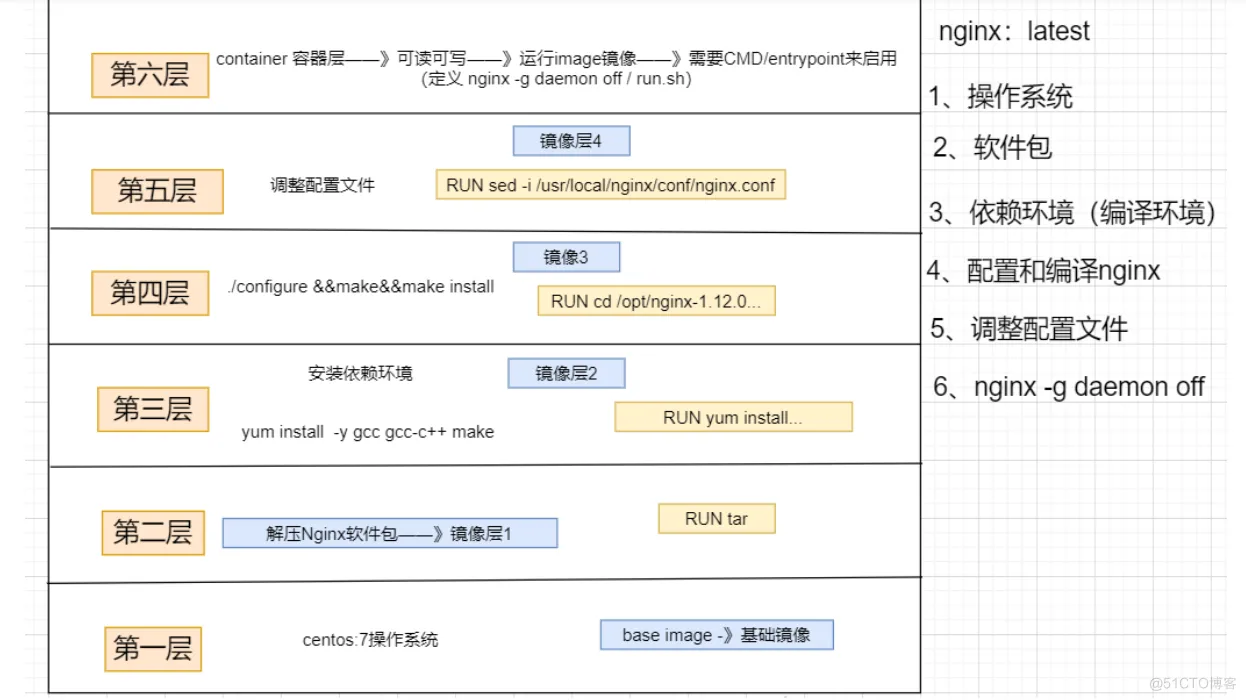 nginx：latest
container 容器层——》可读可写——》运行image镜像——》需要CMD/entrypoint来启用
第六层
（定义 nginx -g daemon off / run.sh）
1、操作系统
镜像层4
2、软件包
第五层
调整配置文件
RUN sed -i /usr/local/nginx/conf/nginx.conf
3、依赖环境（编译环境）
镜像3
4、配置和编译nginx
第四层
./configure &&make&&make install
RUN cd /opt/nginx-1.12.0...
5、调整配置文件
安装依赖环境
镜像层2
6、nginx -g daemon off
第三层
RUN yum install...
yum install -y gcc gcc-c++ make
第二层
解压Nginx软件包——》镜像层1
RUN tar
第一层
centos:7操作系统
base image -》基础镜像
@51CTO博客